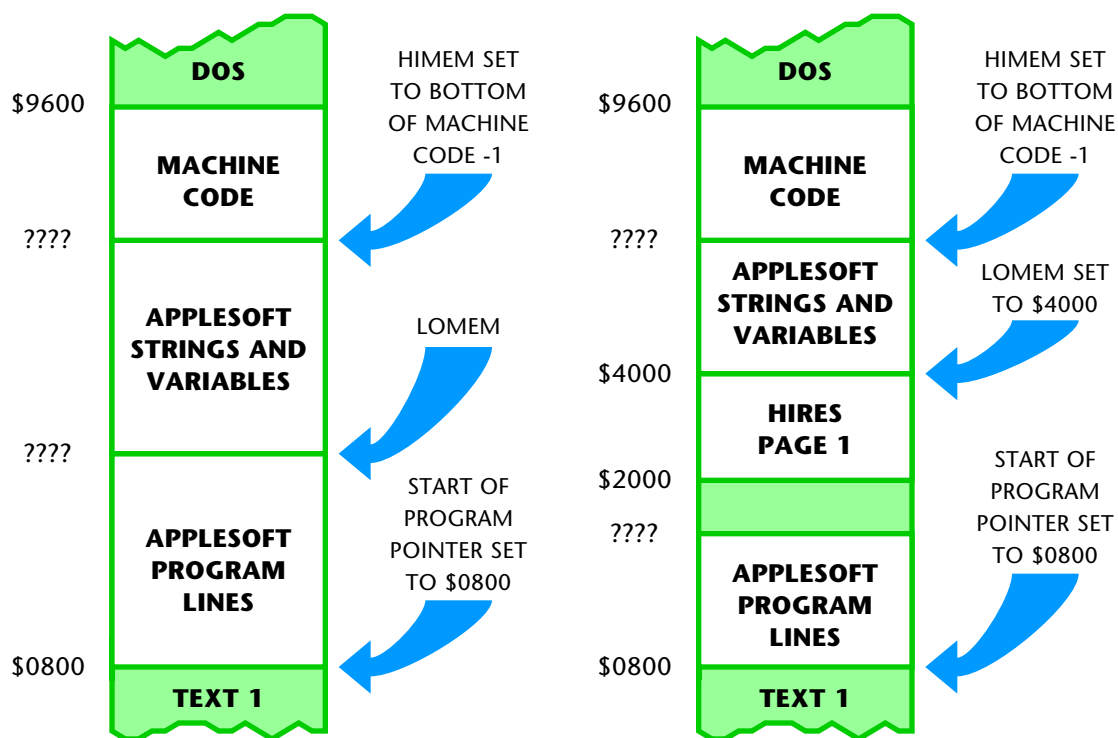 DOS
$9600
MACHINE
CODE
HIMEM SET
TO BOTTOM
OF MACHINE
CODE -1
????
APPLESOFT
STRINGS AND
VARIABLES
LOMEM
????
APPLESOFT
PROGRAM
LINES
START OF
PROGRAM
POINTER SET
TO $0800
$0800
TEXT 1
DOS
$9600
MACHINE
CODE
HIMEM SET
TO BOTTOM
OF MACHINE
CODE -1
????
APPLESOFT
STRINGS AND
VARIABLES
LOMEM SET
TO $4000
$4000
HIRES
PAGE 1
$2000
????
APPLESOFT
PROGRAM
LINES
START OF
PROGRAM
POINTER SET
TO $0800
$0800
TEXT 1